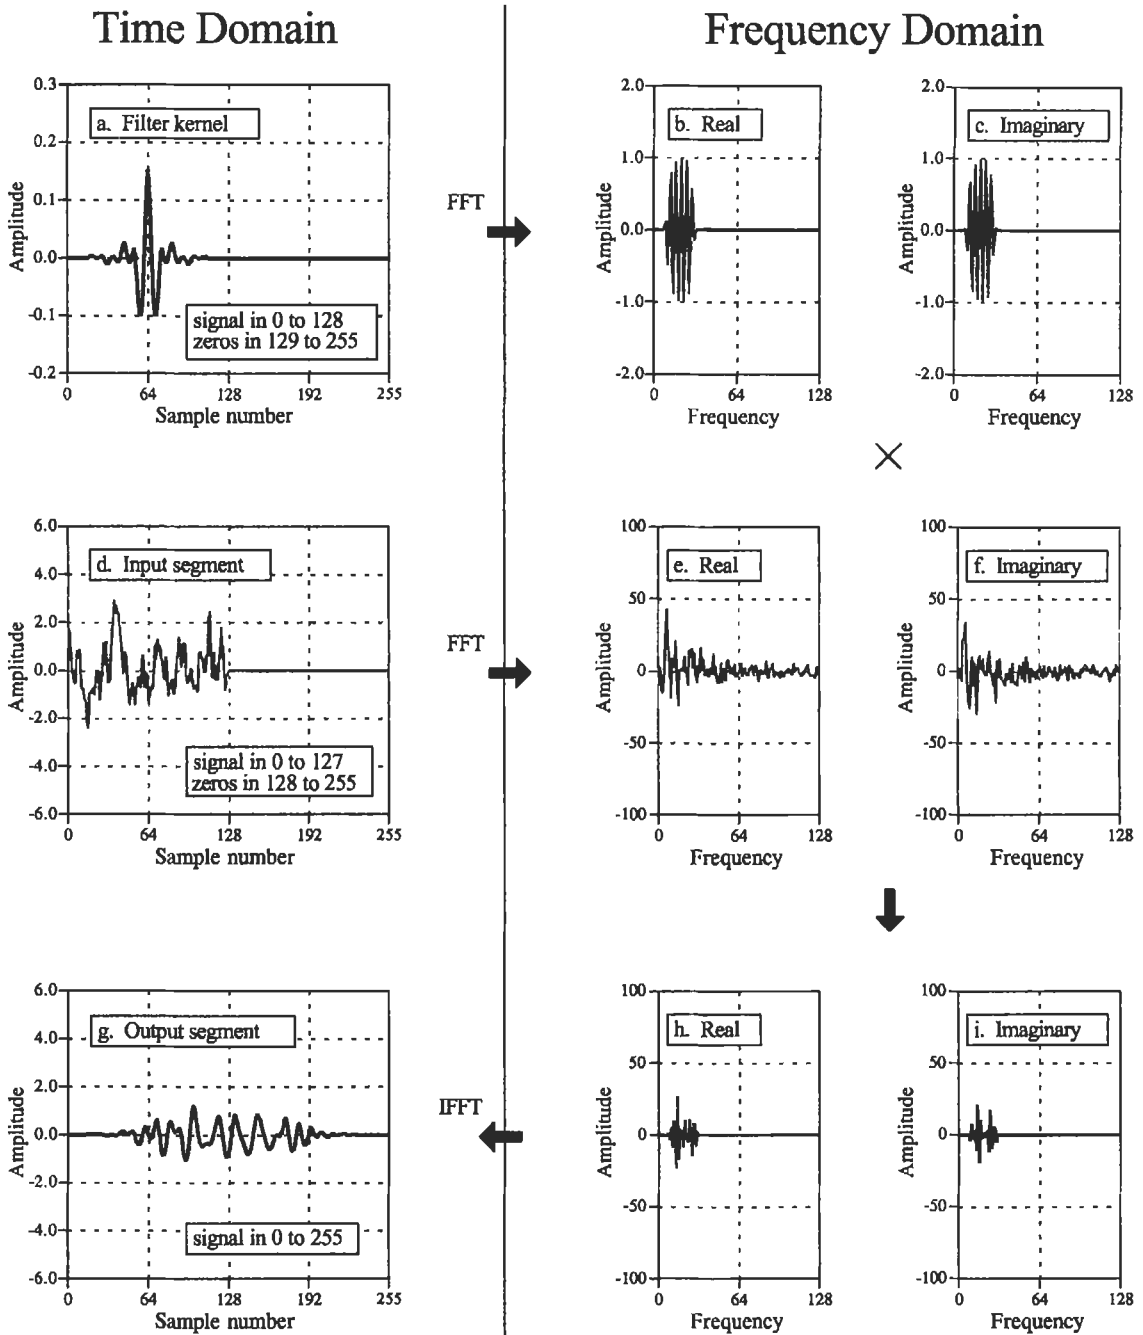 Time Domain
Frequency Domain
0.3
0.2
0.1
0.0
-0.1
-0.2
Amplitude
a. Filter kernel
signal in 0 to 128
zeros in 129 to 255
0 64 128 192 255
Sample number
FFT
2.0
1.0
0.0
-1.0
-2.0
Amplitude
b. Real
0 64 128
Frequency
2.0
1.0
0.0
-1.0
-2.0
Amplitude
c. Imaginary
0 64 128
Frequency
×
6.0
4.0
2.0
0.0
-2.0
-4.0
-6.0
Amplitude
d. Input segment
signal in 0 to 127
zeros in 128 to 255
0 64 128 192 255
Sample number
FFT
100
50
0
-50
-100
Amplitude
e. Real
0 64 128
Frequency
100
50
0
-50
-100
Amplitude
f. Imaginary
0 64 128
Frequency
6.0
4.0
2.0
0.0
-2.0
-4.0
-6.0
Amplitude
g. Output segment
signal in 0 to 255
0 64 128 192 255
Sample number
IFFT
100
50
0
-50
-100
Amplitude
h. Real
0 64 128
Frequency
100
50
0
-50
-100
Amplitude
i. Imaginary
0 64 128
Frequency